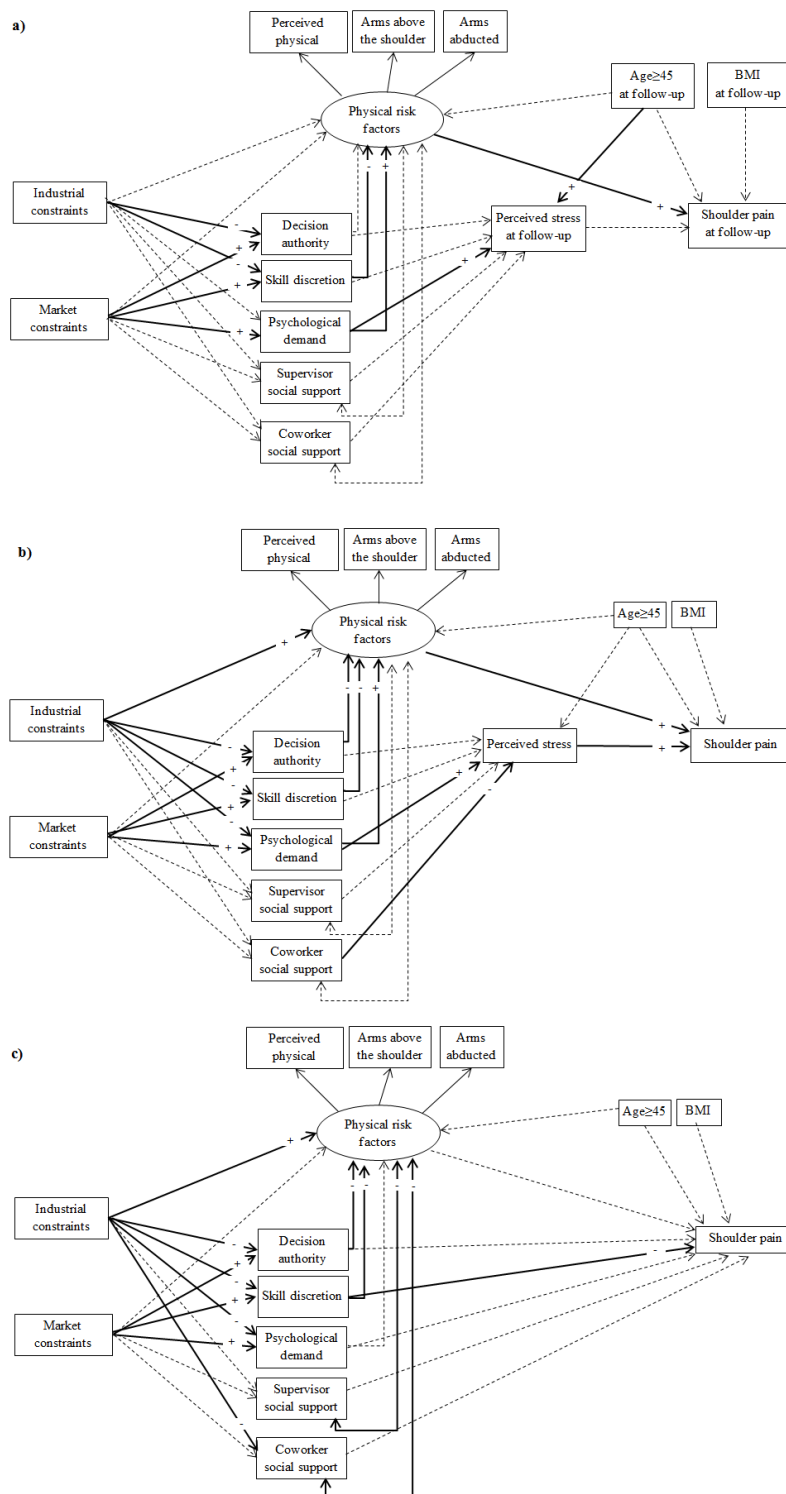 a)
Perceived
physical
Arms above
the shoulder
Arms
abducted
Physical risk
factors
Age≥45
at follow-up
BMI
at follow-up
Industrial
constraints
Market
constraints
Decision
authority
Skill discretion
Psychological
demand
Supervisor
social support
Coworker
social support
Perceived stress
at follow-up
Shoulder pain
at follow-up
-
+
+
+
-
+
-
+
+
+
b)
Perceived
physical
Arms above
the shoulder
Arms
abducted
Physical risk
factors
Age≥45
BMI
Industrial
constraints
Market
constraints
Decision
authority
Skill discretion
Psychological
demand
Supervisor
social support
Coworker
social support
Perceived stress
Shoulder pain
+
-
-
+
+
-
+
-
+
-
+
+
+
-
c)
Perceived
physical
Arms above
the shoulder
Arms
abducted
Physical risk
factors
Age≥45
BMI
Industrial
constraints
Market
constraints
Decision
authority
Skill discretion
Psychological
demand
Supervisor
social support
Coworker
social support
Shoulder pain
+
-
-
-
-
-
+
-
+
-
+
-
-